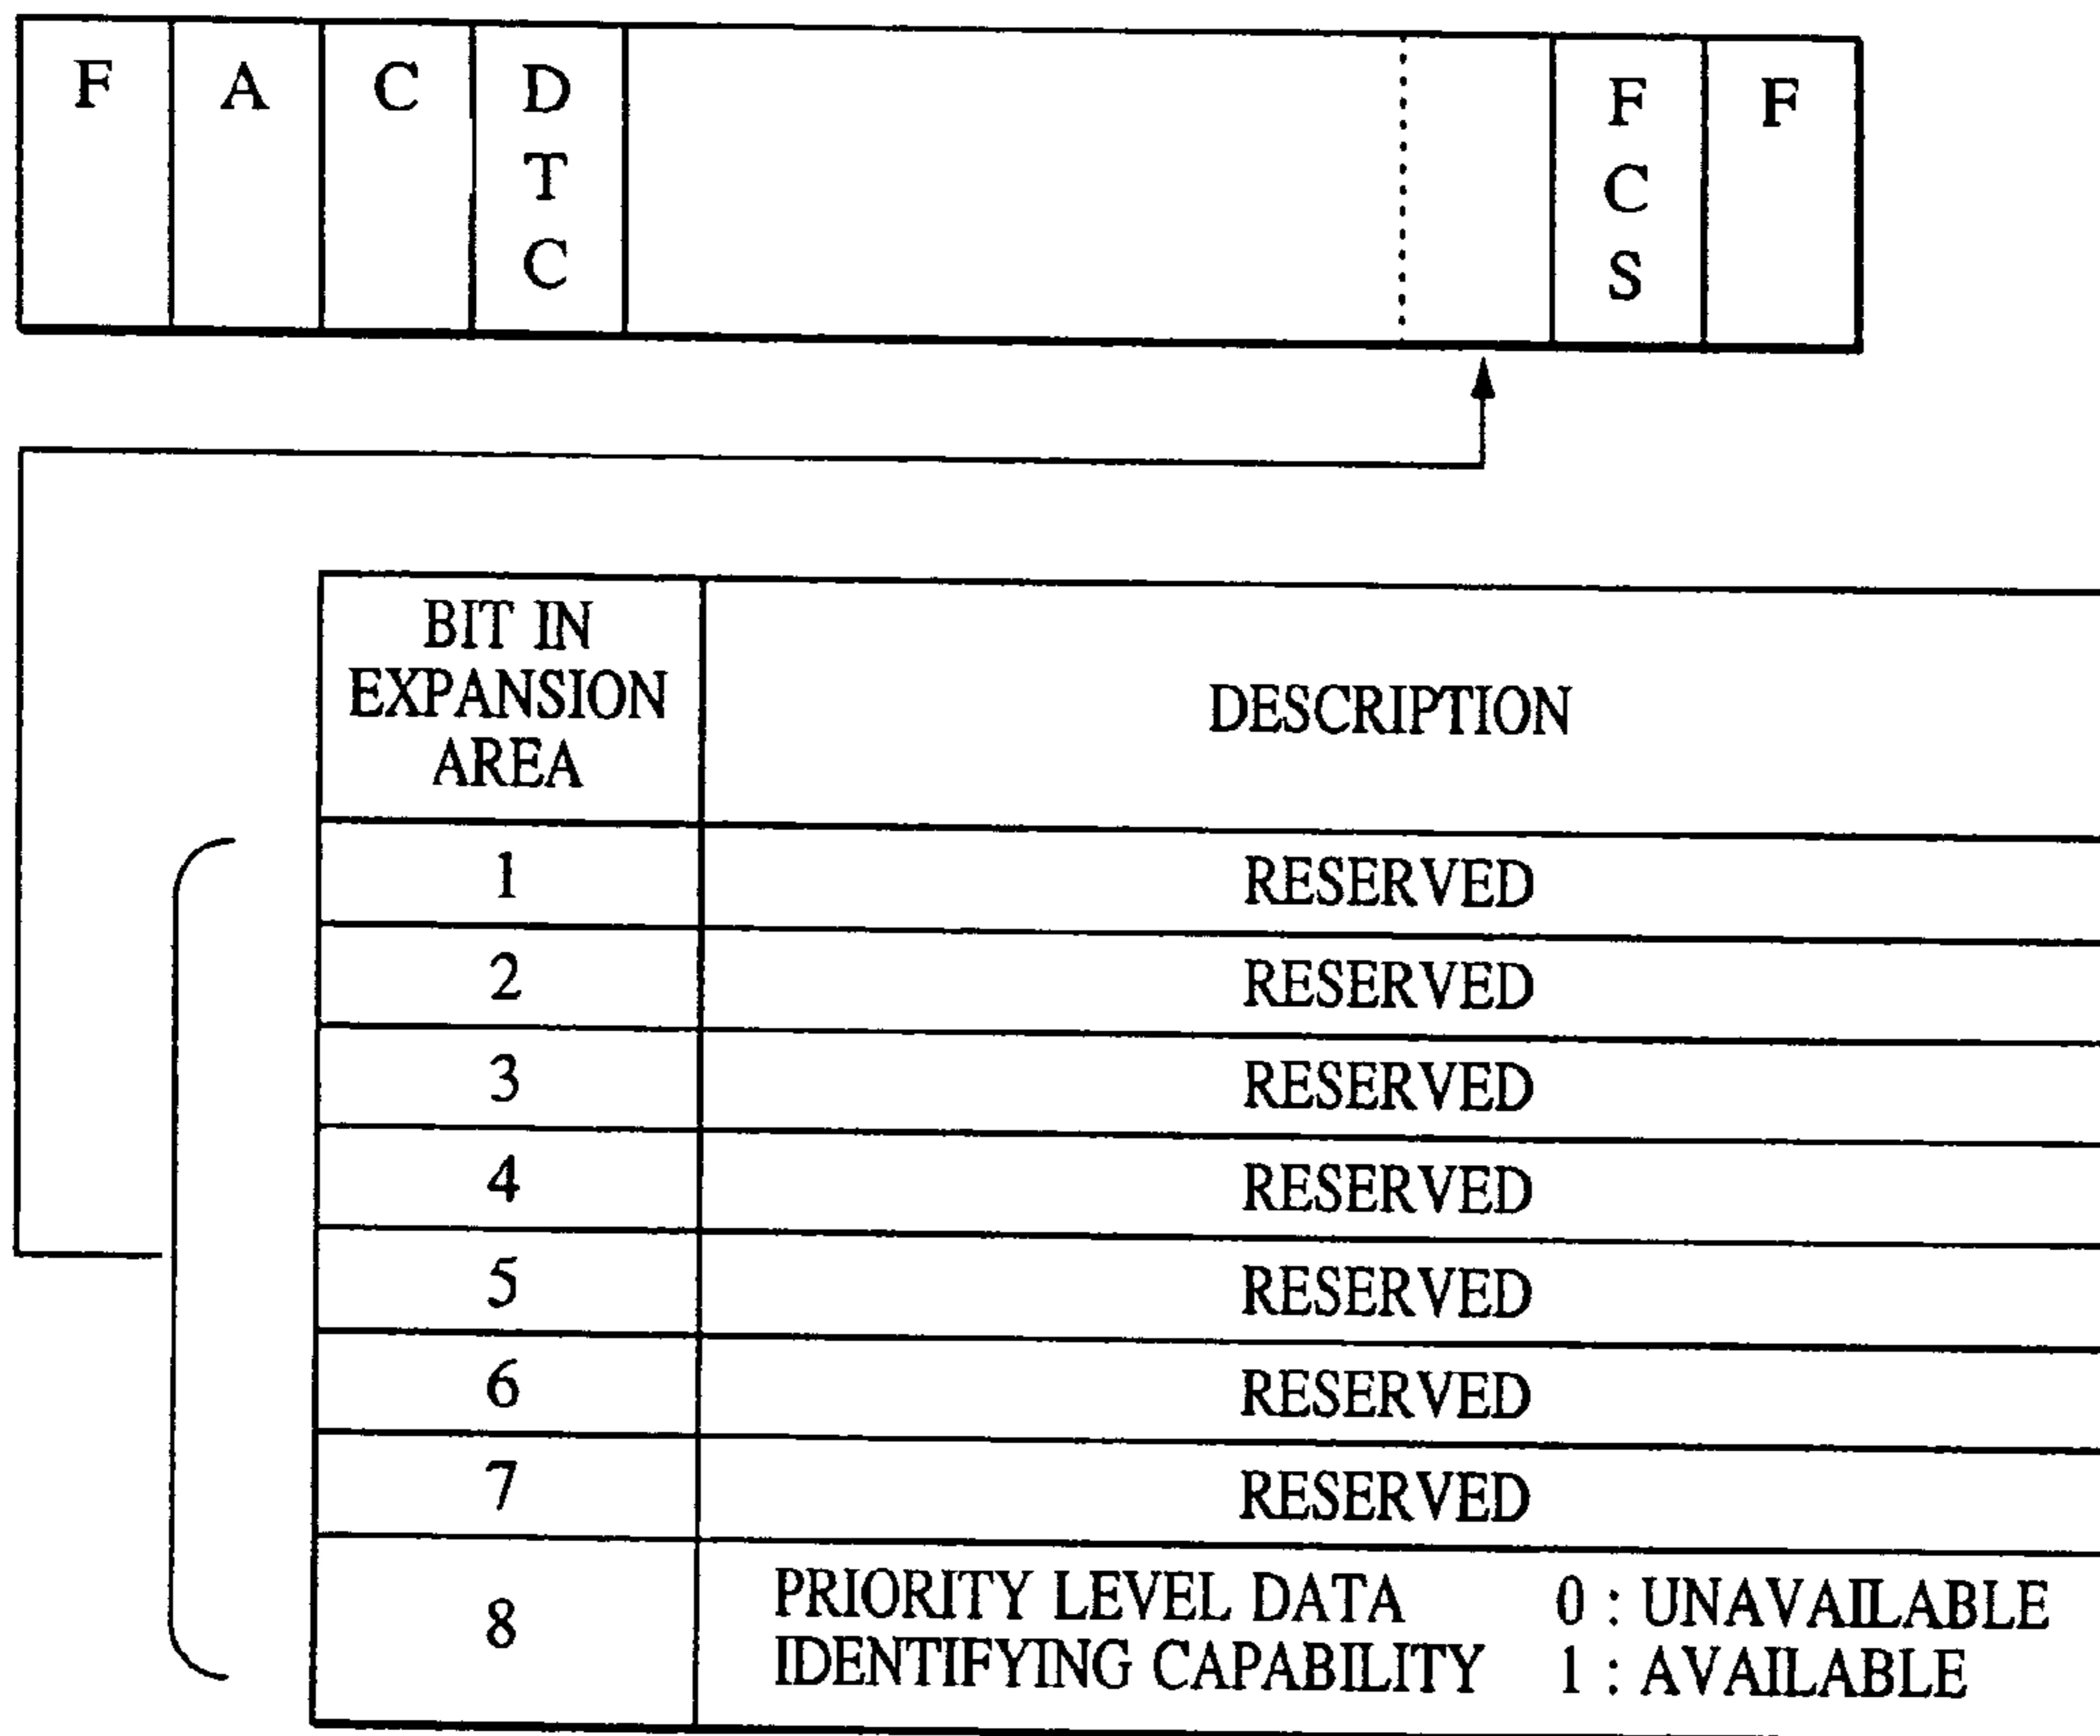 F A C D T C F C S F
BIT IN
EXPANSION
AREA
DESCRIPTION
1 RESERVED
2 RESERVED
3 RESERVED
4 RESERVED
5 RESERVED
6 RESERVED
7 RESERVED
8 PRIORITY LEVEL DATA 0 : UNAVAILABLE
IDENTIFYING CAPABILITY 1 : AVAILABLE